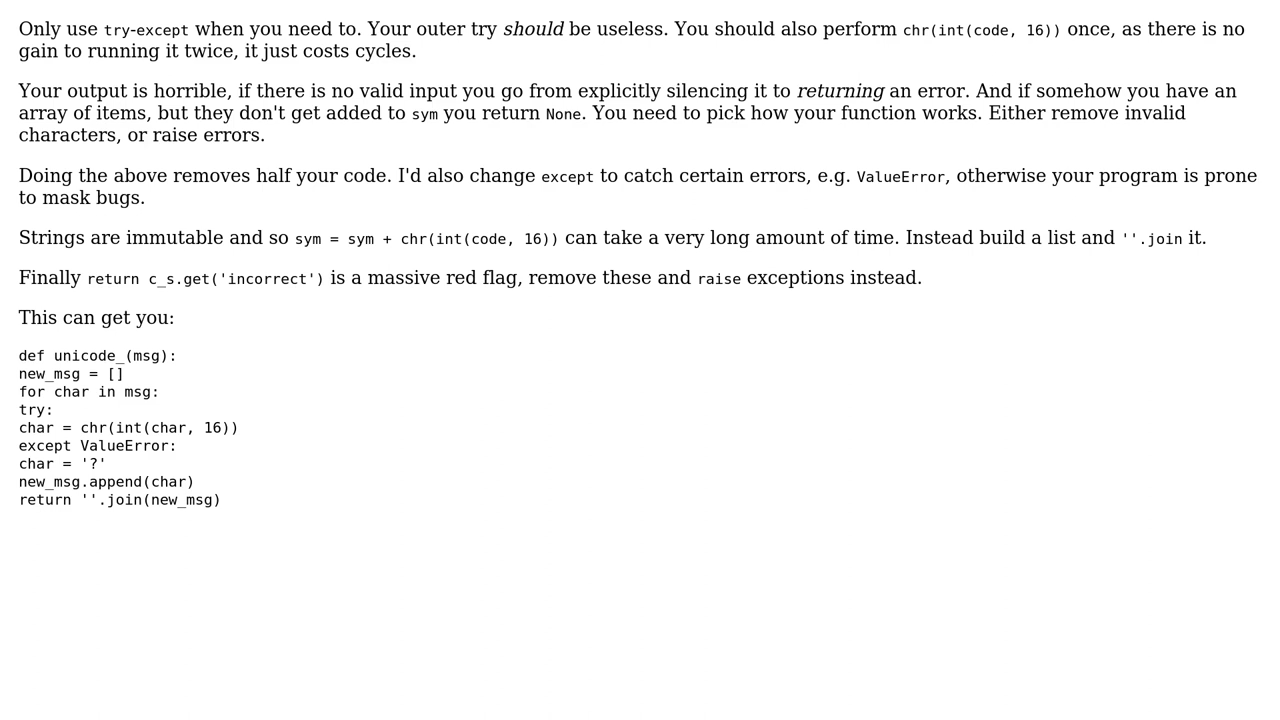 Only use try-except when you need to. Your outer try should be useless. You should also perform chr(int(code, 16)) once, as there is no
gain to running it twice, it just costs cycles.
Your output is horrible, if there is no valid input you go from explicitly silencing it to returning an error. And if somehow you have an
array of items, but they don't get added to sym you return None. You need to pick how your function works. Either remove invalid
characters, or raise errors.
Doing the above removes half your code. I'd also change except to catch certain errors, e.g. ValueError, otherwise your program is prone
to mask bugs.
Strings are immutable and so sym = sym + chr(int(code, 16)) can take a very long amount of time. Instead build a list and ''.join it.
Finally return c_s.get('incorrect') is a massive red flag, remove these and raise exceptions instead.
This can get you:
def unicode_(msg):
new_msg = []
for char in msg:
try:
char = chr(int(char, 16))
except ValueError:
char = '?'
new_msg.append(char)
return ''.join(new_msg)